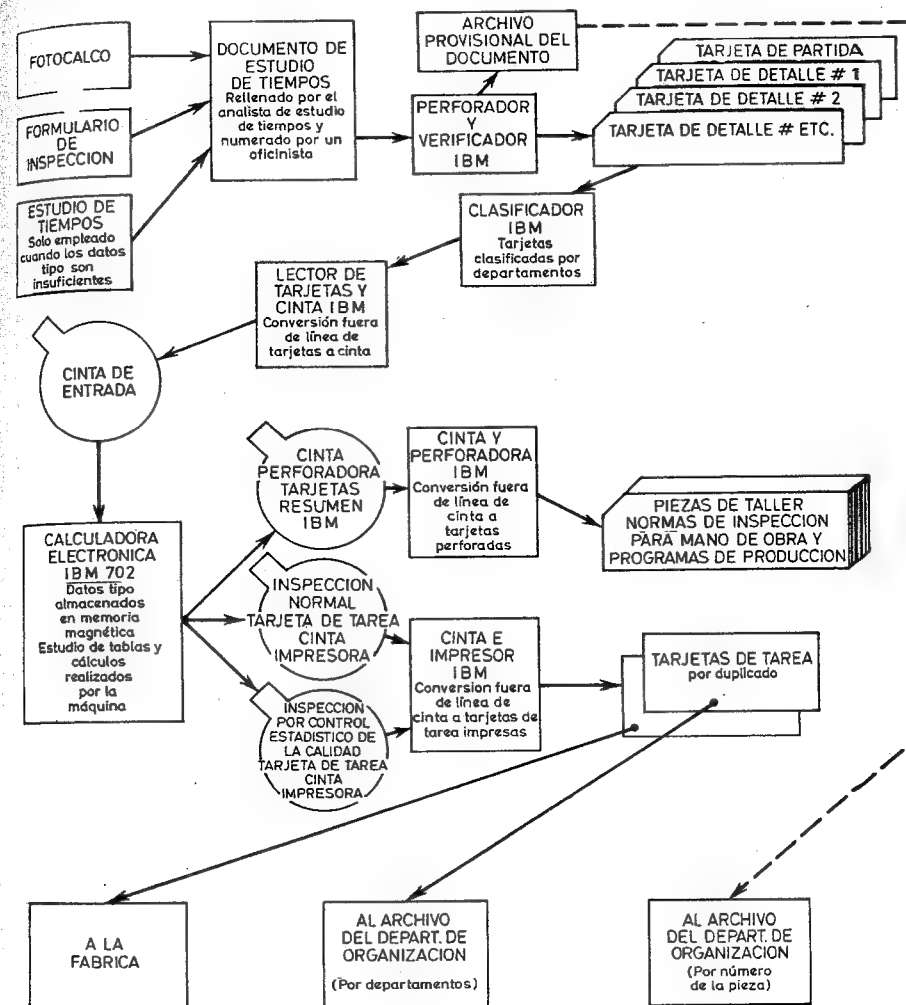 FOTOCALCO
FORMULARIO
DE
INSPECCION
ESTUDIO DE
TIEMPOS
Solo empleado
cuando los datos
tipo son
insuficientes
DOCUMENTO DE
ESTUDIO
DE TIEMPOS
Rellenado por el
analista de estudio
de tiempos y
numerado por un
oficinista
ARCHIVO
PROVISIONAL DEL
DOCUMENTO
PERFORADOR
Y
VERIFICADOR
IBM
TARJETA DE PARTIDA
TARJETA DE DETALLE # 1
TARJETA DE DETALLE # 2
TARJETA DE DETALLE # ETC.
CLASIFICADOR
IBM
Tarjetas
clasificadas por
departamentos
LECTOR DE
TARJETAS Y
CINTA IBM
Conversión fuera
de línea de
tarjetas a cinta
CINTA DE
ENTRADA
CALCULADORA
ELECTRONICA
IBM 702
Datos tipo
almacenados
en memoria
magnética
Estudio de tablas y
cálculos
realizados
por la
máquina
CINTA
PERFORADORA
TARJETAS
RESUMEN
IBM
CINTA Y
PERFORADORA
IBM
Conversión fuera
de línea de
cinta a
tarjetas
perforadas
PIEZAS DE TALLER
NORMAS DE INSPECCION
PARA MANO DE OBRA Y
PROGRAMAS DE PRODUCCION
INSPECCION
NORMAL
TARJETA DE TAREA
CINTA
IMPRESORA
INSPECCION
POR CONTROL
ESTADISTICO DE
LA CALIDAD
TARJETA DE TAREA
CINTA
IMPRESORA
CINTA E
IMPRESOR
IBM
Conversion fuera
de línea de
cinta a tarjetas de
tarea impresas
TARJETAS DE TAREA
por duplicado
A LA
FABRICA
AL ARCHIVO
DEL DEPART. DE
ORGANIZACION
(Por departamentos)
AL ARCHIVO
DEL DEPART. DE
ORGANIZACION
(Por número
de la pieza)